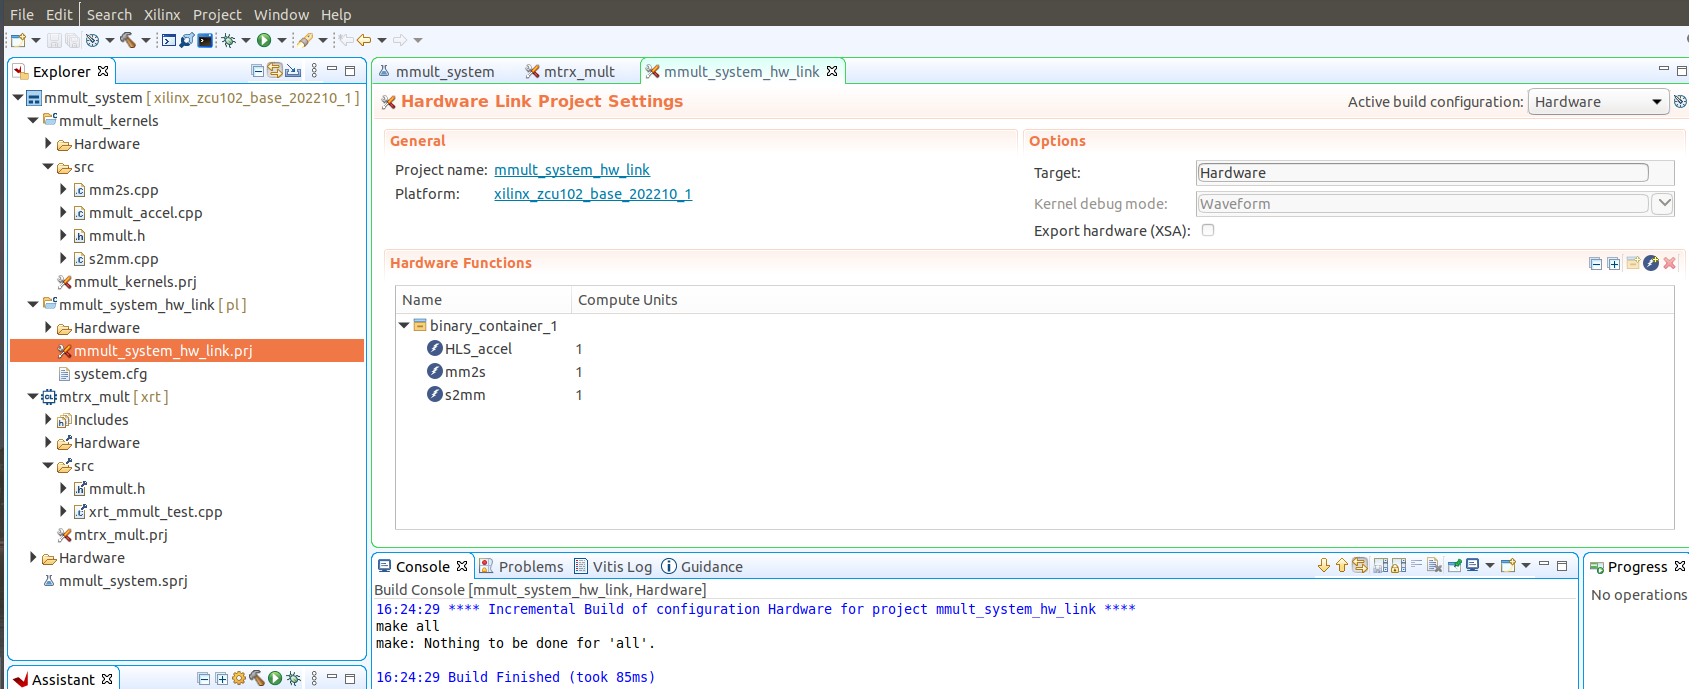 File Edit Search Xilinx Project Window Help
Explorer
mmult_system [ xilinx_zcu102_base_202210_1 ]
mmult_kernels
Hardware
src
mm2s.cpp
mmult_accel.cpp
mmult.h
s2mm.cpp
mmult_kernels.prj
mmult_system_hw_link [ pl ]
Hardware
mmult_system_hw_link.prj
system.cfg
mtrx_mult [ xrt ]
Includes
Hardware
src
mmult.h
xrt_mmult_test.cpp
mtrx_mult.prj
Hardware
mmult_system.sprj
Assistant
mmult_system mtrx_mult mmult_system_hw_link
Hardware Link Project Settings
Active build configuration: Hardware
General
Project name: mmult_system_hw_link
Platform: xilinx_zcu102_base_202210_1
Options
Target: Hardware
Kernel debug mode: Waveform
Export hardware (XSA):
Hardware Functions
Name Compute Units
binary_container_1
HLS_accel 1
mm2s 1
s2mm 1
Console Problems Vitis Log Guidance
Build Console [mmult_system_hw_link, Hardware]
16:24:29 **** Incremental Build of configuration Hardware for project mmult_system_hw_link ****
make all
make: Nothing to be done for 'all'.
16:24:29 Build Finished (took 85ms)
Progress
No operations